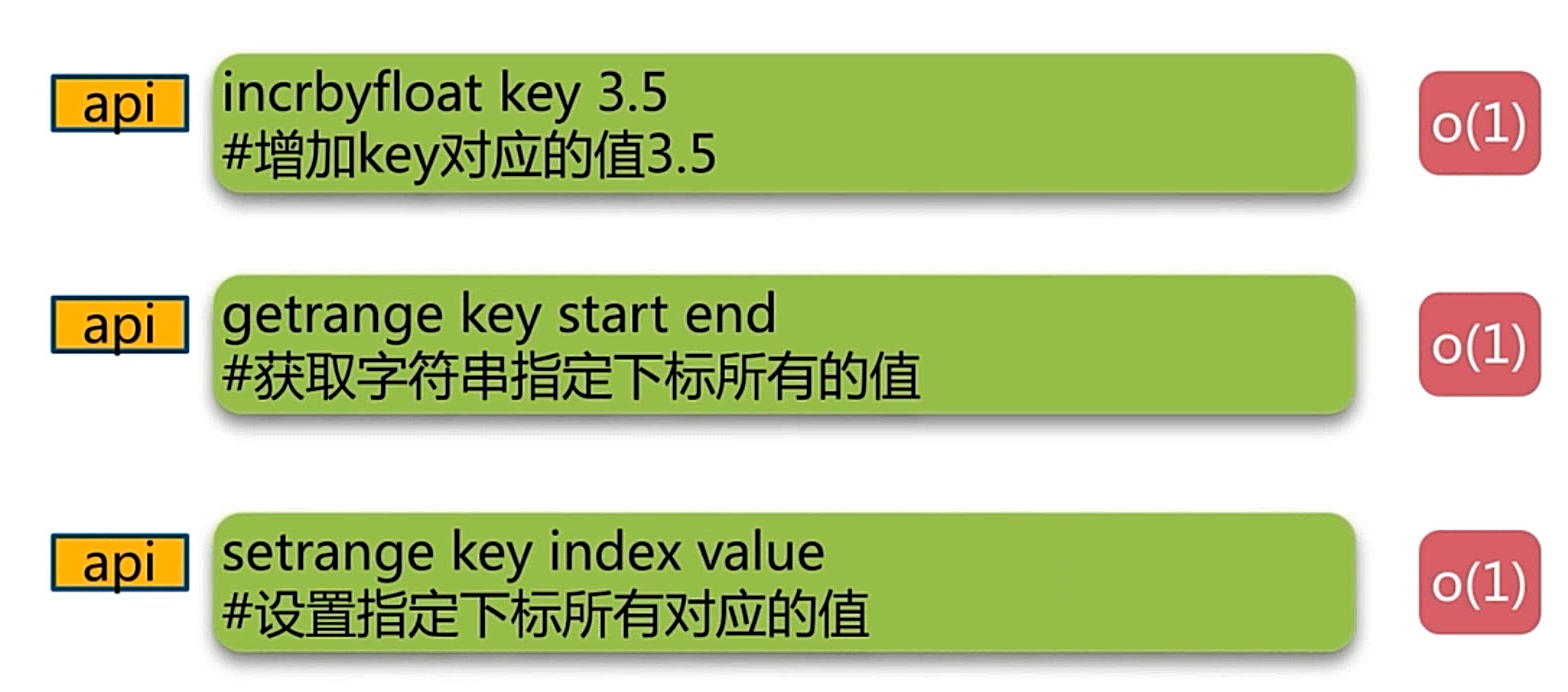 api
incrbyfloat key 3.5
#增加key对应的值3.5
o(1)
api
getrange key start end
#获取字符串指定下标所有的值
o(1)
api
setrange key index value
#设置指定下标所有对应的值
o(1)